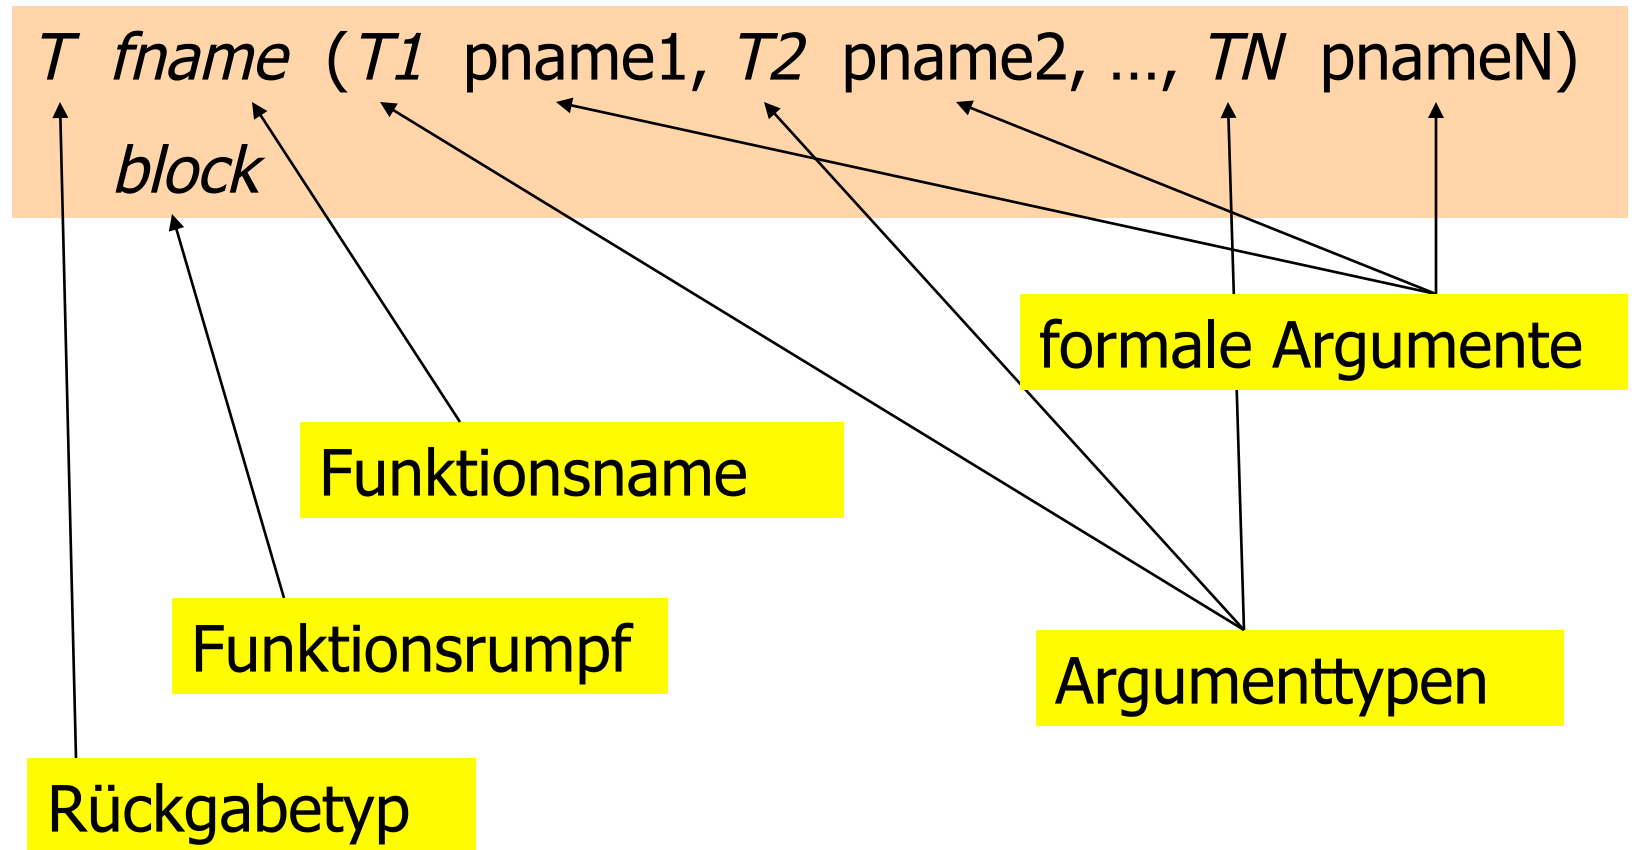 T fname (T1 pname1, T2 pname2, …, TN pnameN)
block
formale Argumente
Funktionsname
Funktionsrumpf
Argumenttypen
Rückgabetyp